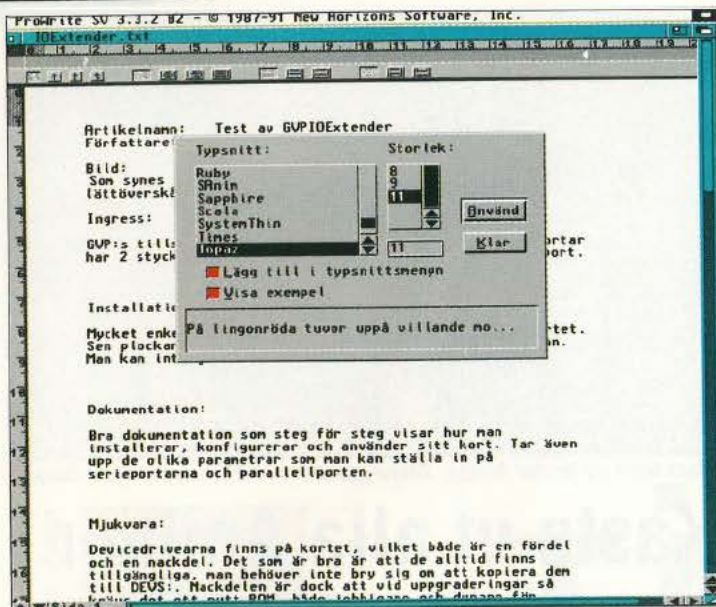 ProWrite SV 3.3.2 B2 - © 1987-91 New Horizons Software, Inc.
IOExtender.txt
Artikelnamn: Test av GVPIOExtender
Författare
Bild:
Som synes
lättöverskå
Ingress:
GVP:s tills
har 2 styck
Installatio
Mycket enke
Sen plockar
Man kan int
Typsnitt:
Storlek:
Ruby
Sapphire
Scala
SystemThin
Times
Topaz
8
9
11
11
Använd
Klar
Lägg till i typsnittsmenyn
Visa exempel
På lingonröda tuvor uppå villande mo...
Dokumentation:
Bra dokumentation som steg för steg visar hur man
installerar, konfigurerar och använder sitt kort. Tar även
upp de olika parametrar som man kan ställa in på
serieportarna och parallellporten.
Mjukvara:
Devicedrivearna finns på kortet, vilket både är en fördel
och en nackdel. Det som är bra är att de alltid finns
tillgängliga, man behöver inte bry sig om att kopiera dem
till DEVS:. Nackdelen är dock att vid uppgraderingar så